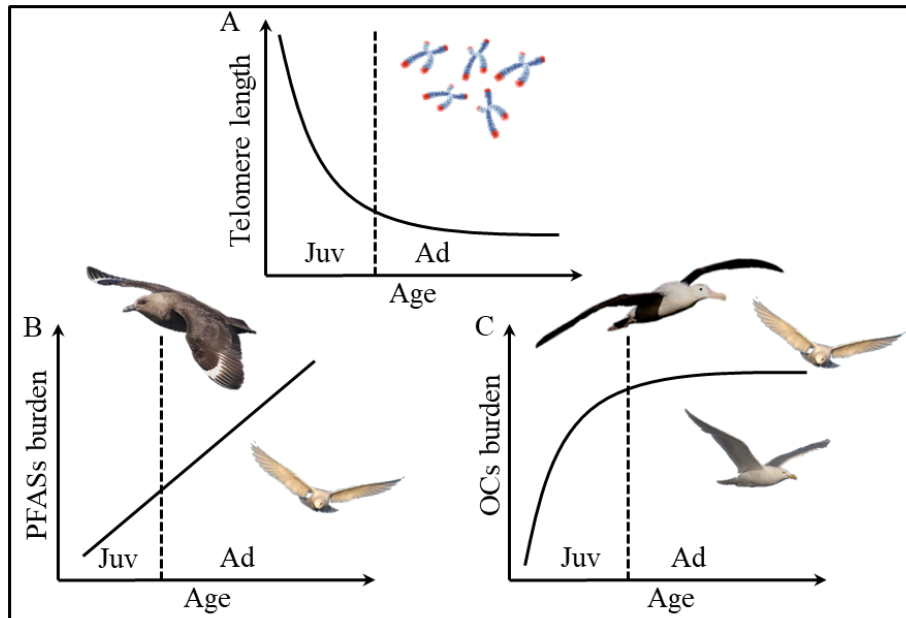 A
Telomere length
Juv
Ad
Age
B
PFASs burden
Juv
Ad
Age
C
OCs burden
Juv
Ad
Age